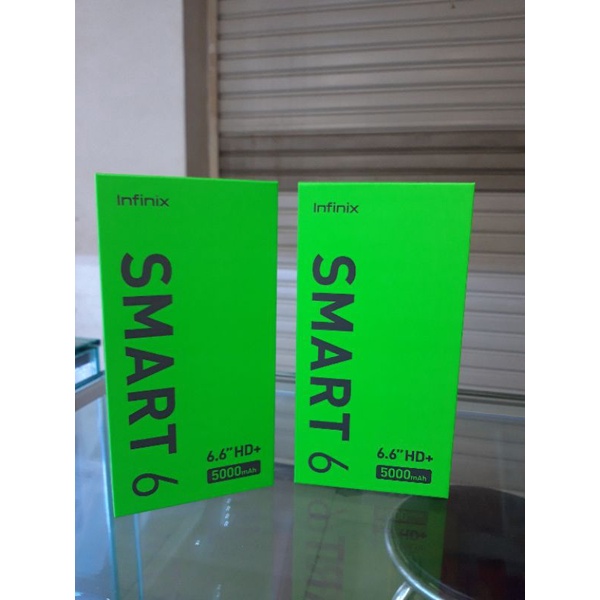 Infinix
SMART 6
6.6" HD+
5000mAh
Infinix
SMART 6
6.6" HD+
5000mAh